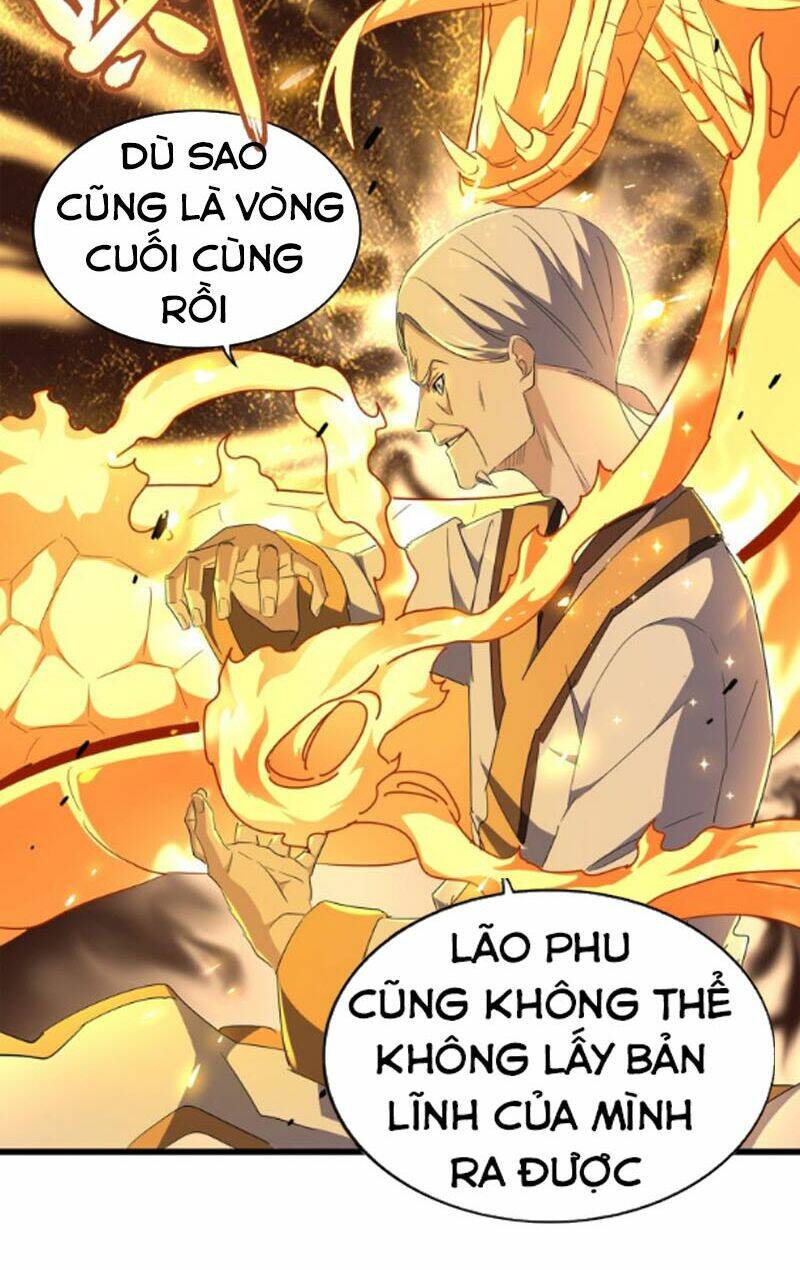 DÙ SAO
CŨNG LÀ VÒNG
CUỐI CÙNG
RỒI
LÃO PHU
CŨNG KHÔNG THỂ
KHÔNG LẤY BẢN
LĨNH CỦA MÌNH
RA ĐƯỢC